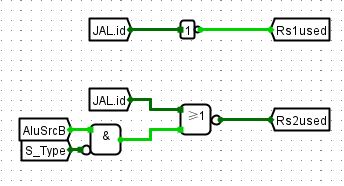 JAL.id 1 Rs1used
JAL.id
≥1 Rs2used
AluSrcB &
S_Type